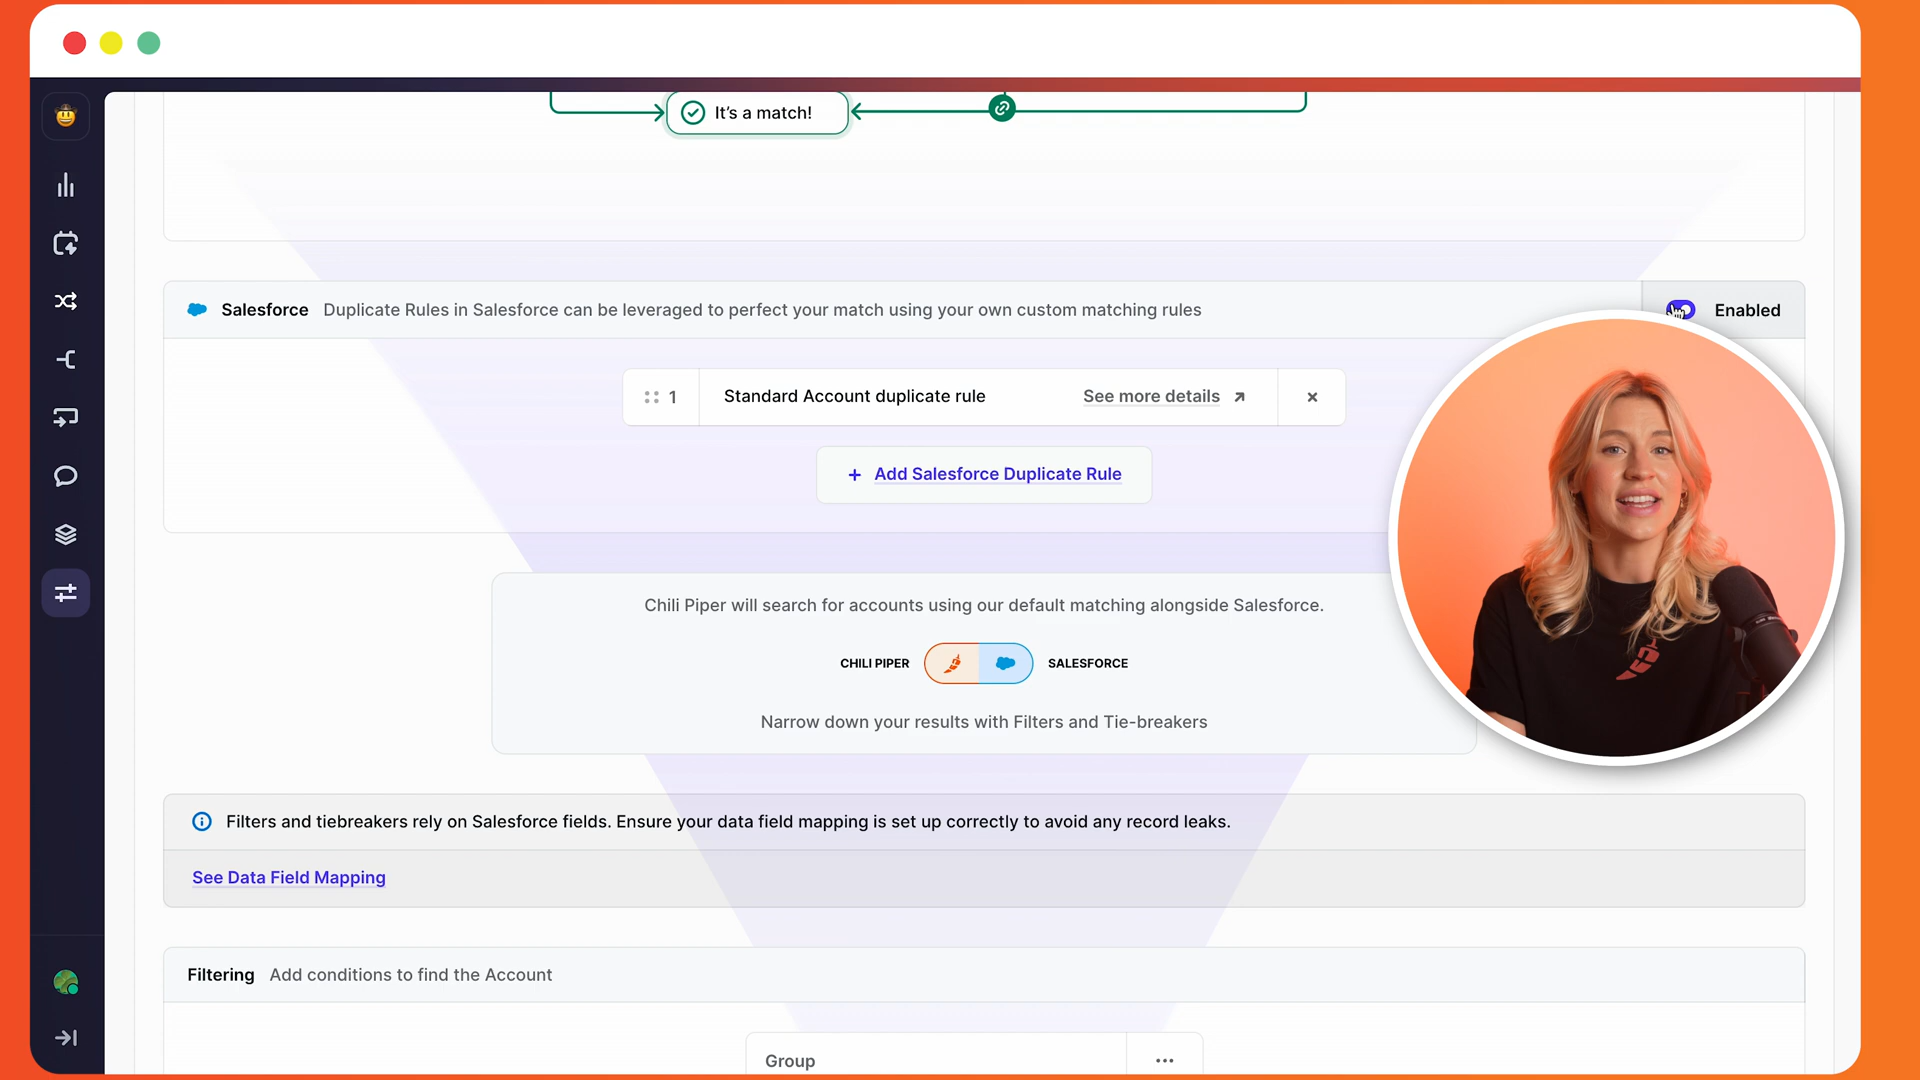 It's a match!
Salesforce Duplicate Rules in Salesforce can be leveraged to perfect your match using your own custom matching rules
Enabled
1 Standard Account duplicate rule See more details
+ Add Salesforce Duplicate Rule
Chili Piper will search for accounts using our default matching alongside Salesforce.
CHILI PIPER SALESFORCE
Narrow down your results with Filters and Tie-breakers
Filters and tiebreakers rely on Salesforce fields. Ensure your data field mapping is set up correctly to avoid any record leaks.
See Data Field Mapping
Filtering Add conditions to find the Account
Group